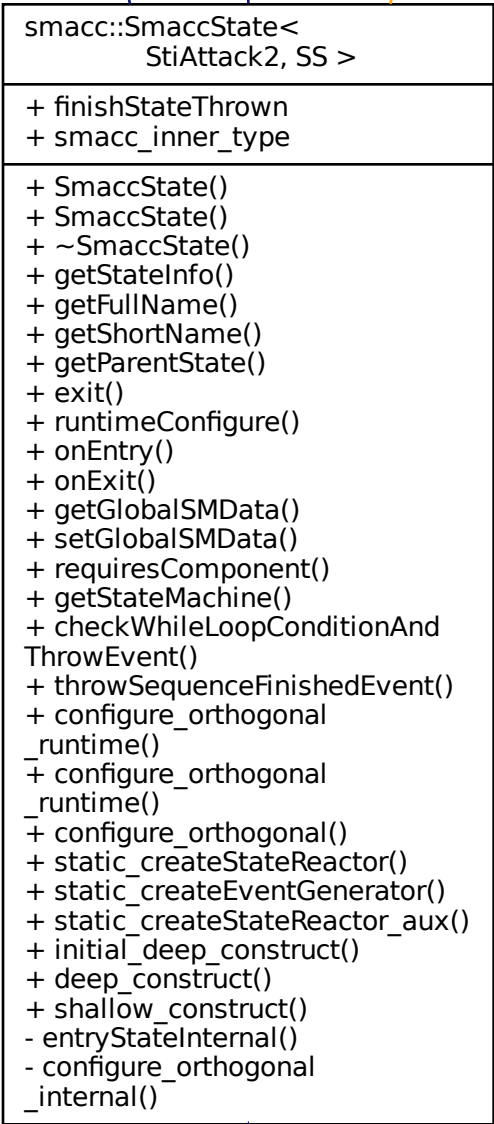 smacc::SmaccState<
StiAttack2, SS >
+ finishStateThrown
+ smacc_inner_type
+ SmaccState()
+ SmaccState()
+ ~SmaccState()
+ getStateInfo()
+ getFullName()
+ getShortName()
+ getParentState()
+ exit()
+ runtimeConfigure()
+ onEntry()
+ onExit()
+ getGlobalSMData()
+ setGlobalSMData()
+ requiresComponent()
+ getStateMachine()
+ checkWhileLoopConditionAnd
ThrowEvent()
+ throwSequenceFinishedEvent()
+ configure_orthogonal
_runtime()
+ configure_orthogonal
_runtime()
+ configure_orthogonal()
+ static_createStateReactor()
+ static_createEventGenerator()
+ static_createStateReactor_aux()
+ initial_deep_construct()
+ deep_construct()
+ shallow_construct()
- entryStateInternal()
- configure_orthogonal
_internal()